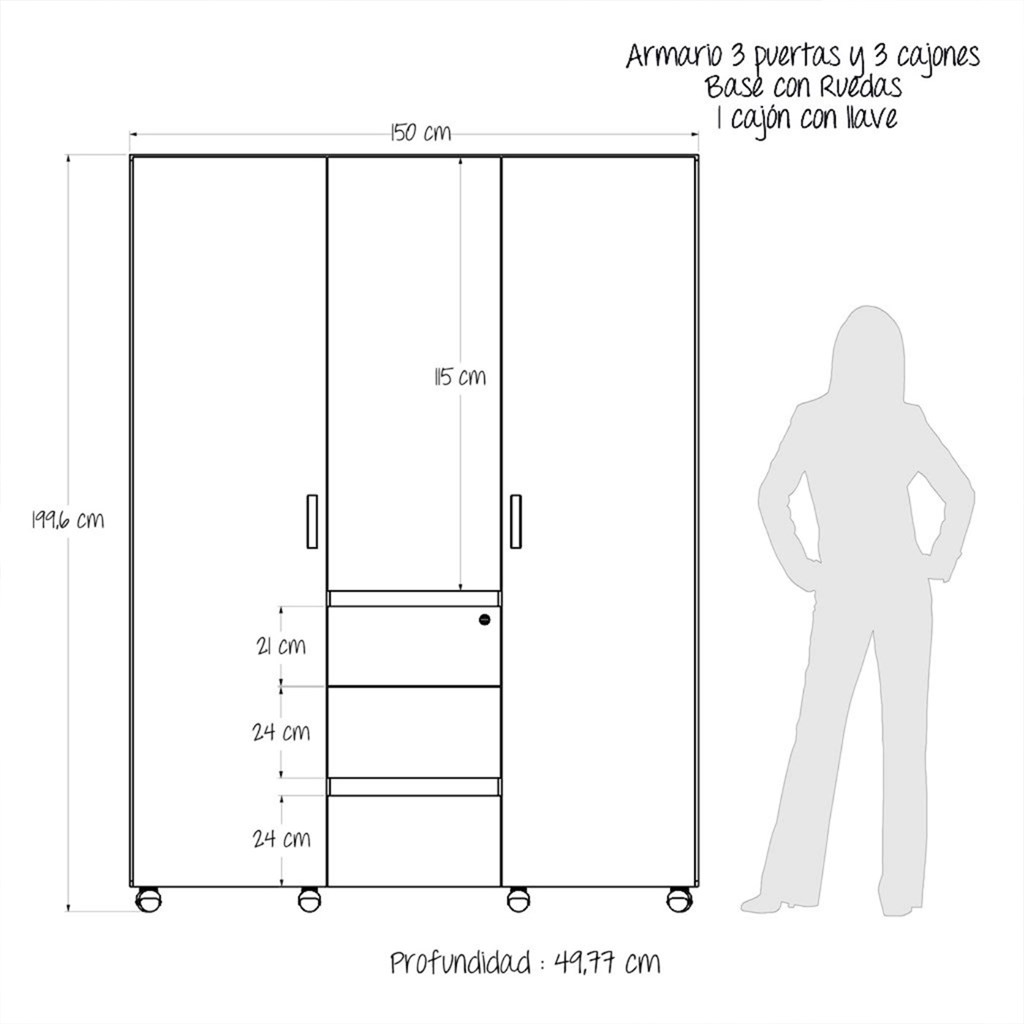 Armario 3 puertas y 3 cajones
Base con Ruedas
1 cajón con llave
150 cm
115 cm
199,6 cm
21 cm
24 cm
24 cm
Profundidad : 49,77 cm